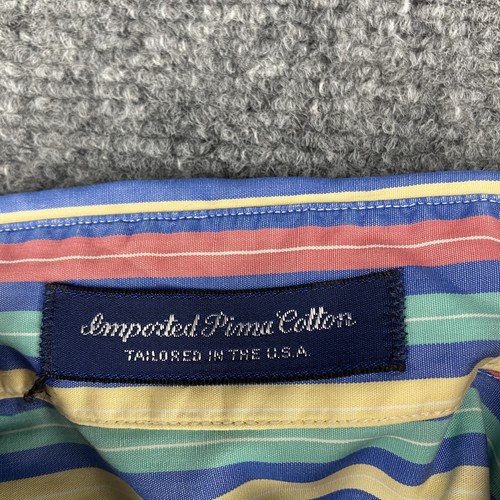 Imported Pima Cotton
TAILORED IN THE U.S.A.